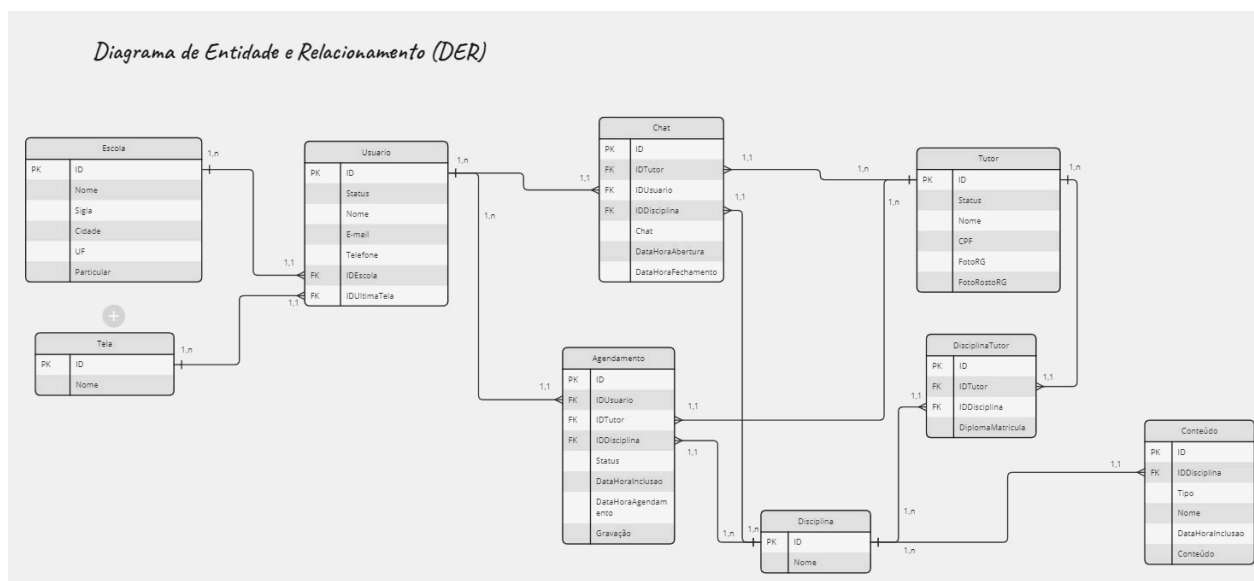 Diagrama de Entidade e Relacionamento (DER)
Escola
PK ID
Nome
Sigla
Cidade
UF
Particular
1,n
1,1
Tela
PK ID
Nome
1,n
1,1
Usuario
PK ID
Status
Nome
E-mail
Telefone
FK IDEscola
FK IDUltimaTela
1,n
1,n
Chat
PK ID
FK IDTutor
FK IDUsuario
FK IDDisciplina
Chat
DataHoraAbertura
DataHoraFechamento
1,1
1,1
1,1
1,n
1,n
Agendamento
PK ID
FK IDUsuario
FK IDTutor
FK IDDisciplina
Status
DataHoraInclusao
DataHoraAgendam
ento
Gravação
1,1
1,1
1,1
Tutor
PK ID
Status
Nome
CPF
FotoRG
FotoRostoRG
1,n
DisciplinaTutor
PK ID
FK IDTutor
FK IDDisciplina
DiplomaMatricula
1,1
1,1
Disciplina
PK ID
Nome
1,n
1,n
1,n
1,n
Conteúdo
PK ID
FK IDDisciplina
Tipo
Nome
DataHoraInclusao
Conteúdo
1,1